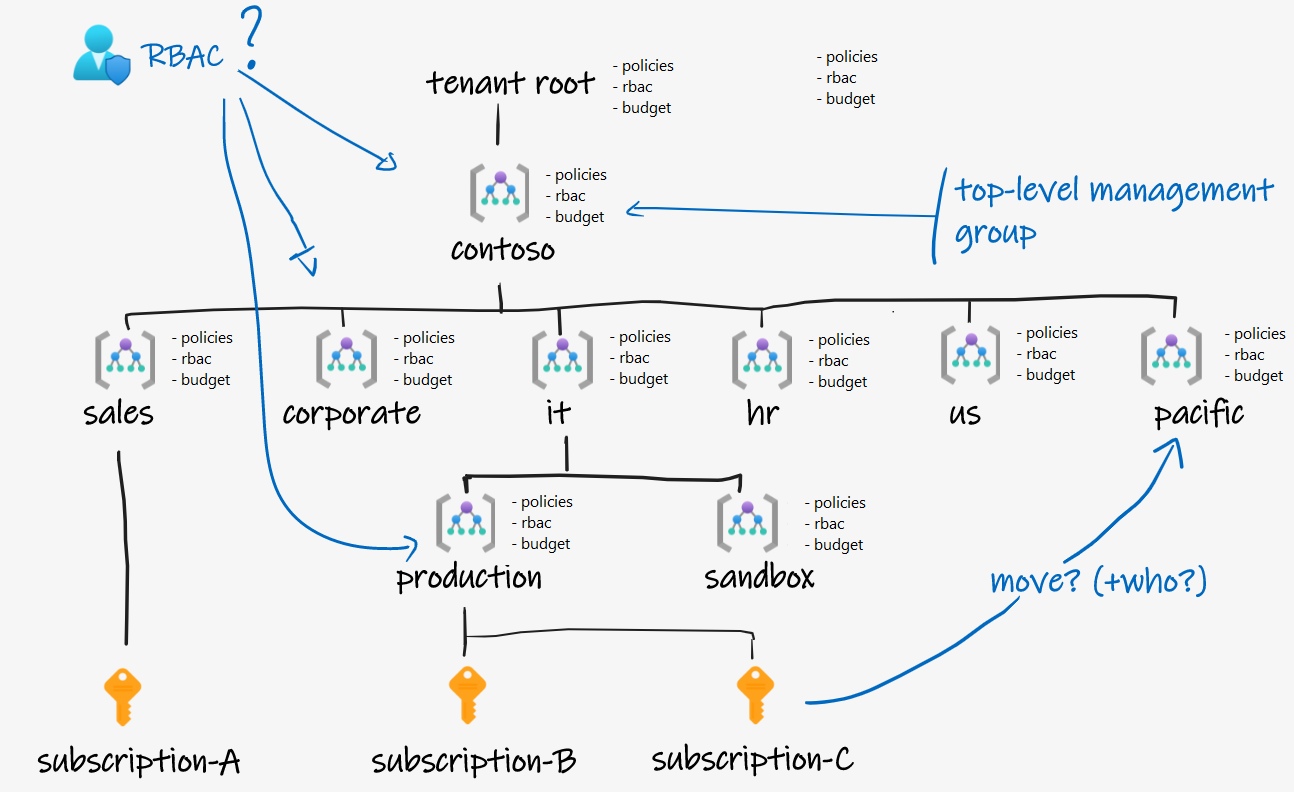 ?
RBAC
tenant root
- policies
- rbac
- budget
- policies
- rbac
- budget
- policies
- rbac
- budget
contoso
top-level management
group
- policies
- rbac
- budget
sales
- policies
- rbac
- budget
corporate
- policies
- rbac
- budget
it
- policies
- rbac
- budget
hr
- policies
- rbac
- budget
us
- policies
- rbac
- budget
pacific
- policies
- rbac
- budget
production
- policies
- rbac
- budget
sandbox
move? (+who?)
subscription-A
subscription-B
subscription-C